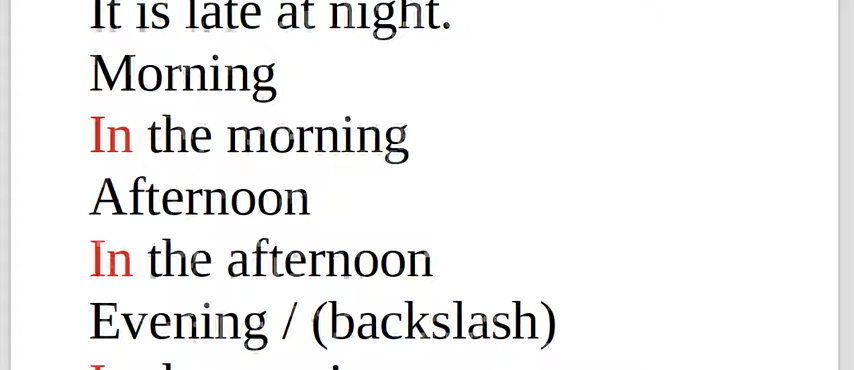 It is late at night.
Morning
In the morning
Afternoon
In the afternoon
Evening / (backslash)